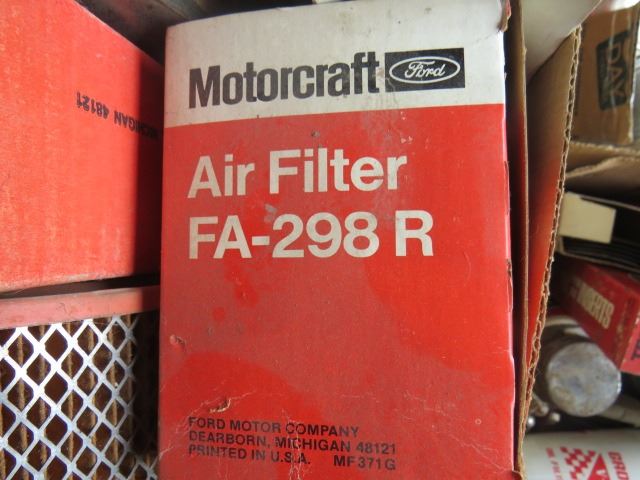 Motorcraft Ford
Air Filter
FA-298 R
FORD MOTOR COMPANY
DEARBORN, MICHIGAN 48121
PRINTED IN U.S.A. MF371G
MICHIGAN 48121